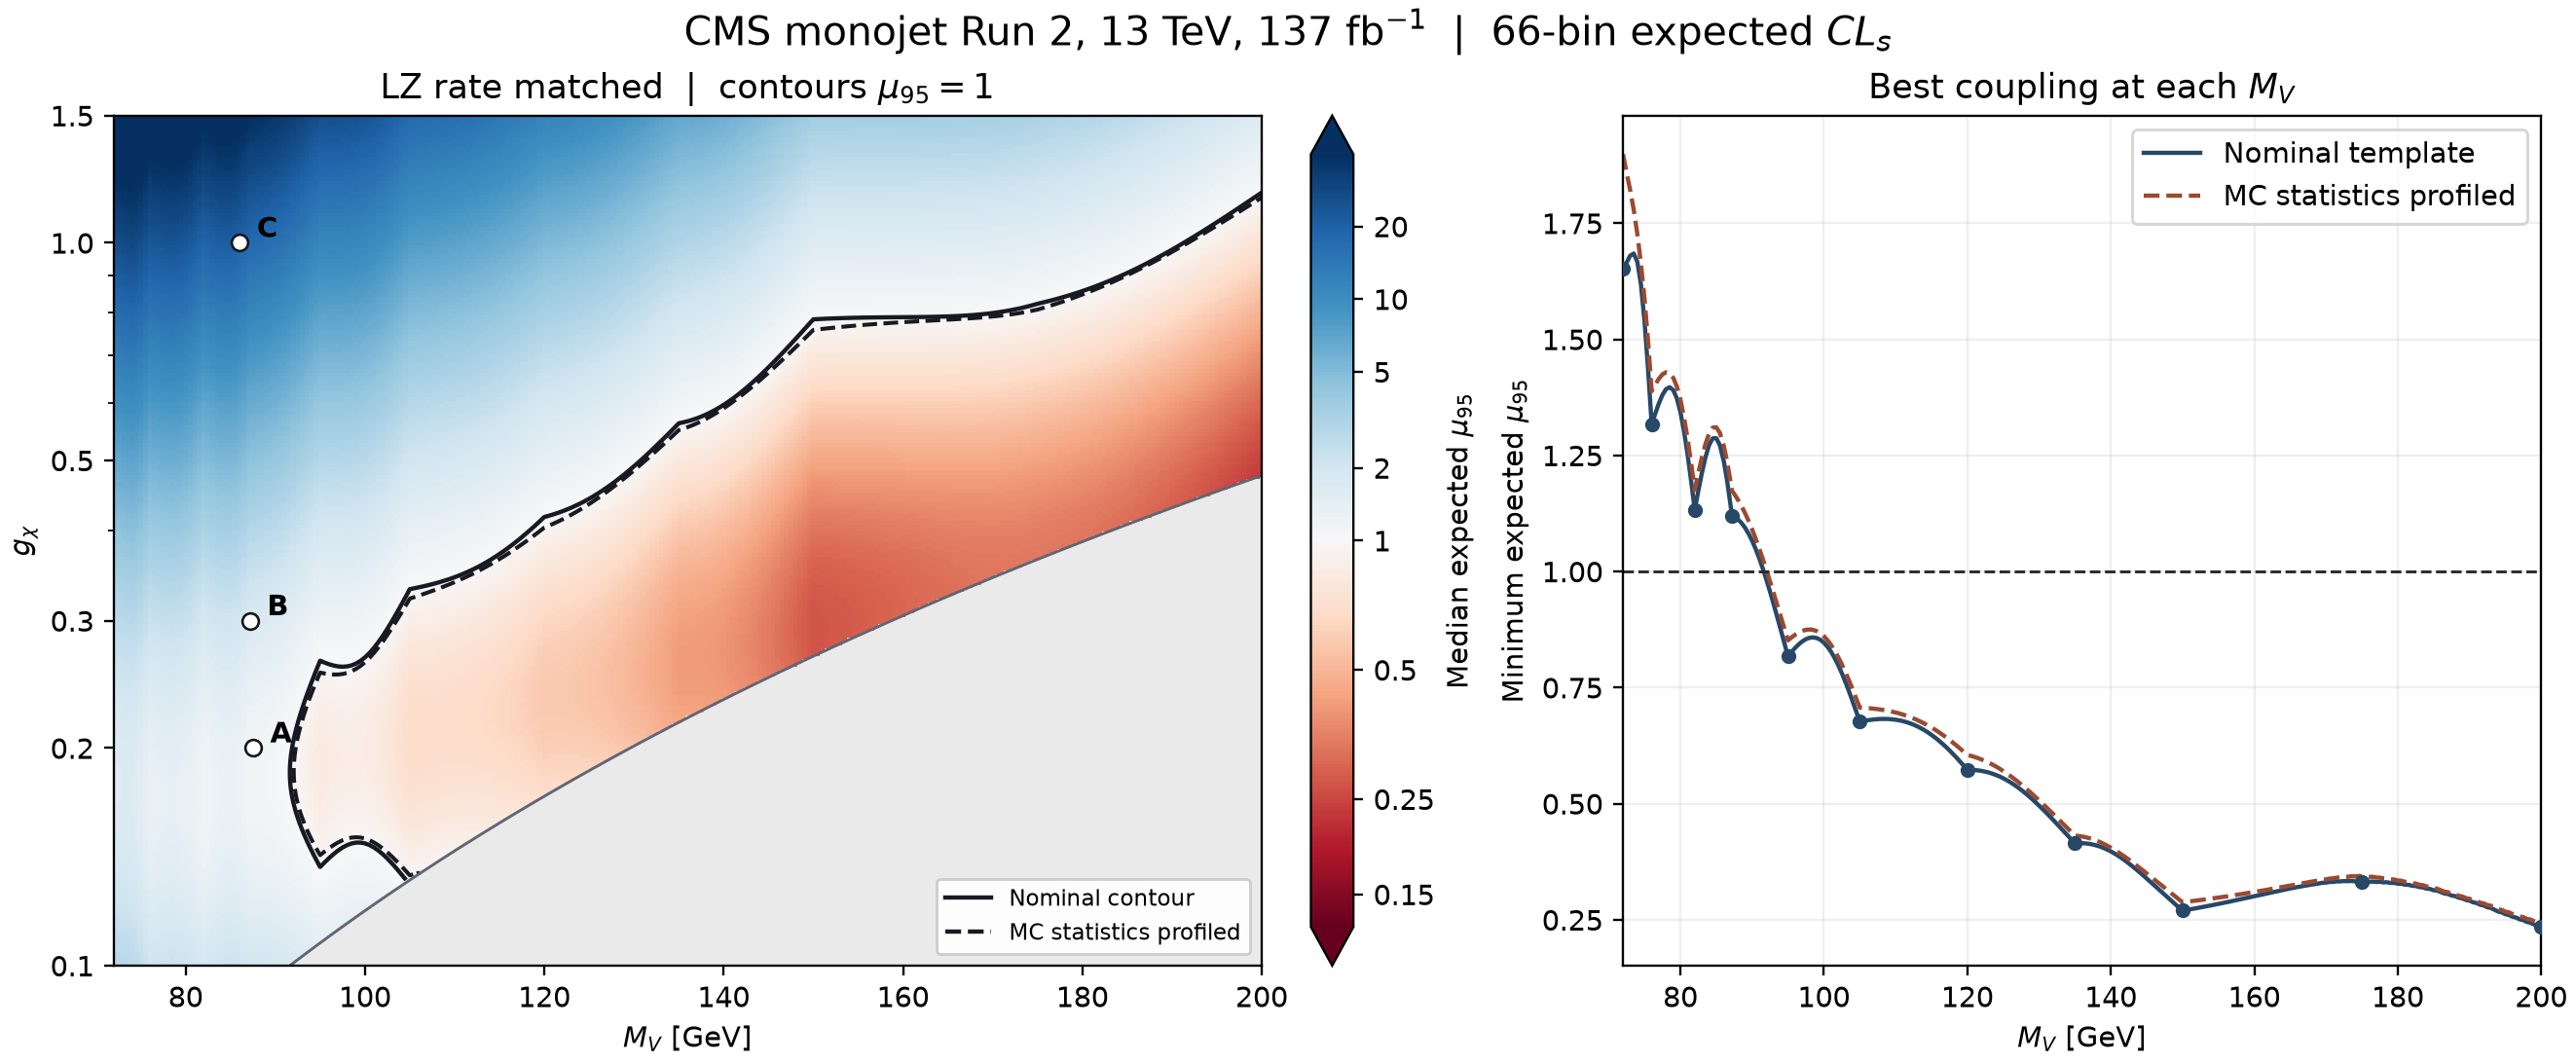 CMS monojet Run 2, 13 TeV, 137 fb⁻¹ | 66-bin expected CLₛ
LZ rate matched | contours μ₉₅ = 1
1.5
1.0
0.5
0.3
0.2
0.1
gχ
C
B
A
Nominal contour
MC statistics profiled
80
100
120
140
160
180
200
M_V [GeV]
20
10
5
2
1
0.5
0.25
0.15
Median expected μ₉₅
Best coupling at each M_V
Nominal template
MC statistics profiled
1.75
1.50
1.25
1.00
0.75
0.50
0.25
Minimum expected μ₉₅
80
100
120
140
160
180
200
M_V [GeV]